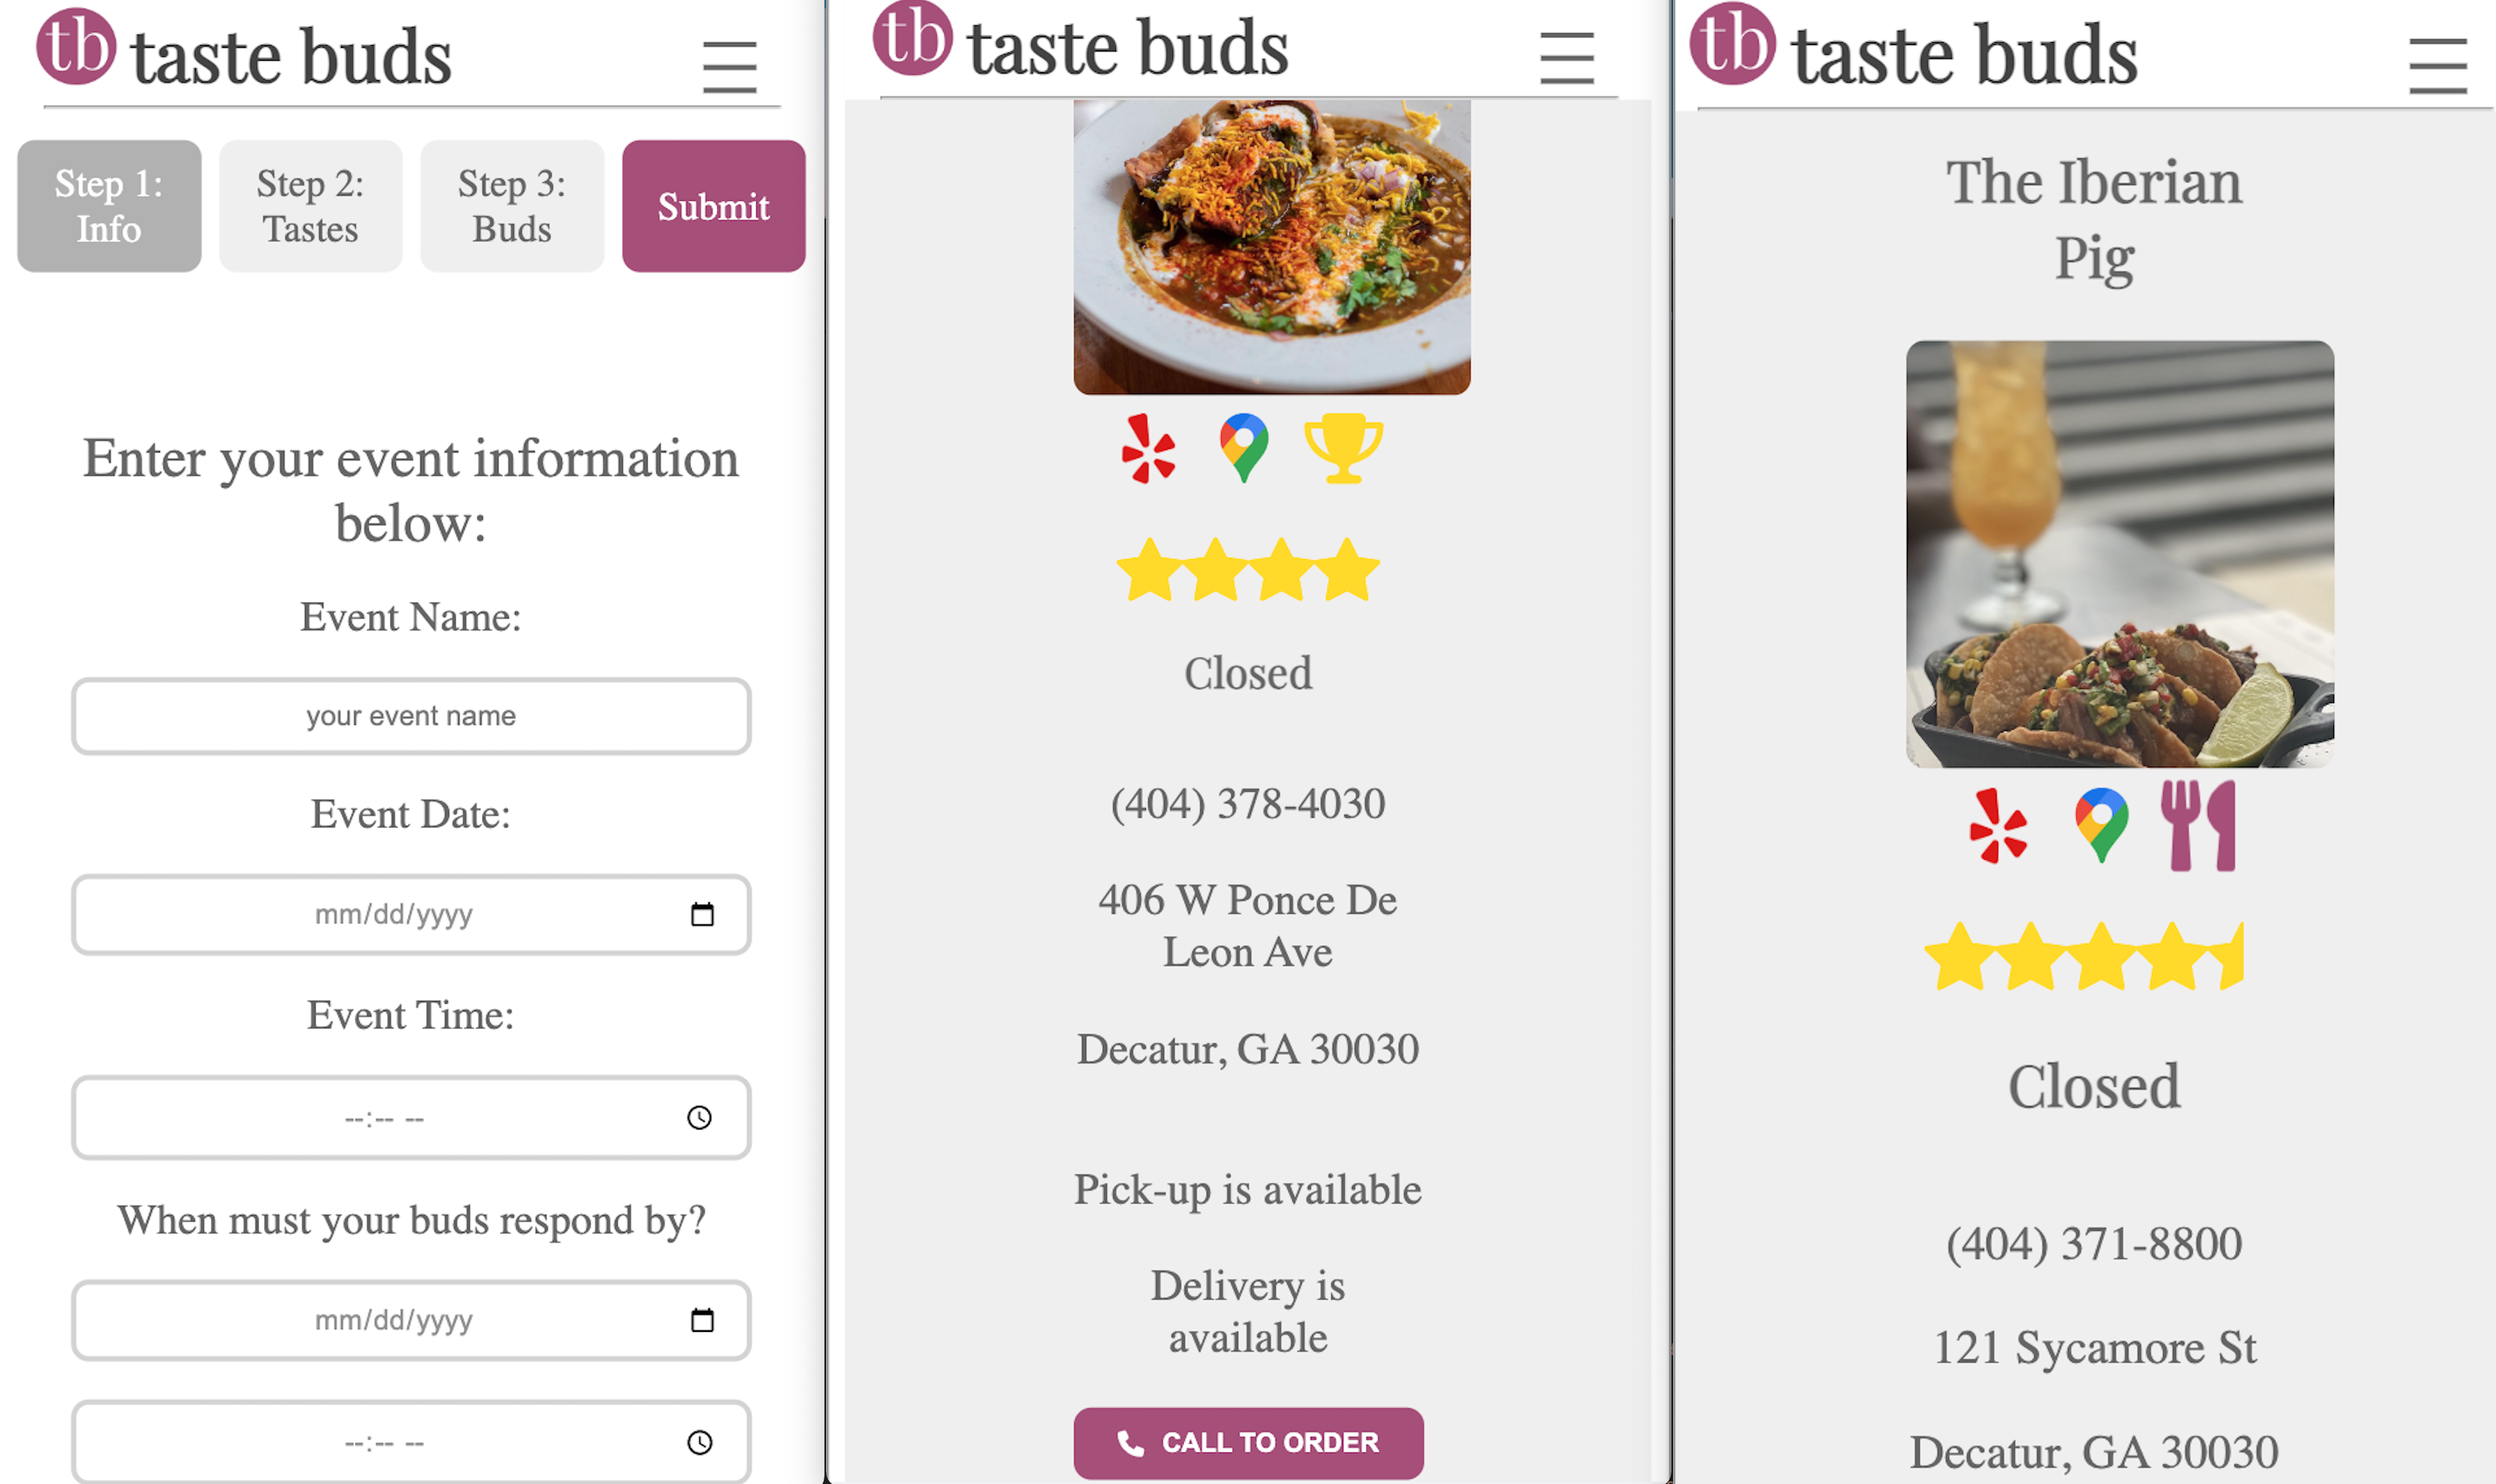 tb taste buds
Step 1:
Info
Step 2:
Tastes
Step 3:
Buds
Submit
Enter your event information
below:
Event Name:
your event name
Event Date:
mm/dd/yyyy
Event Time:
--:-- --
When must your buds respond by?
mm/dd/yyyy
--:-- --
tb taste buds
Closed
(404) 378-4030
406 W Ponce De
Leon Ave
Decatur, GA 30030
Pick-up is available
Delivery is
available
CALL TO ORDER
tb taste buds
The Iberian
Pig
Closed
(404) 371-8800
121 Sycamore St
Decatur, GA 30030